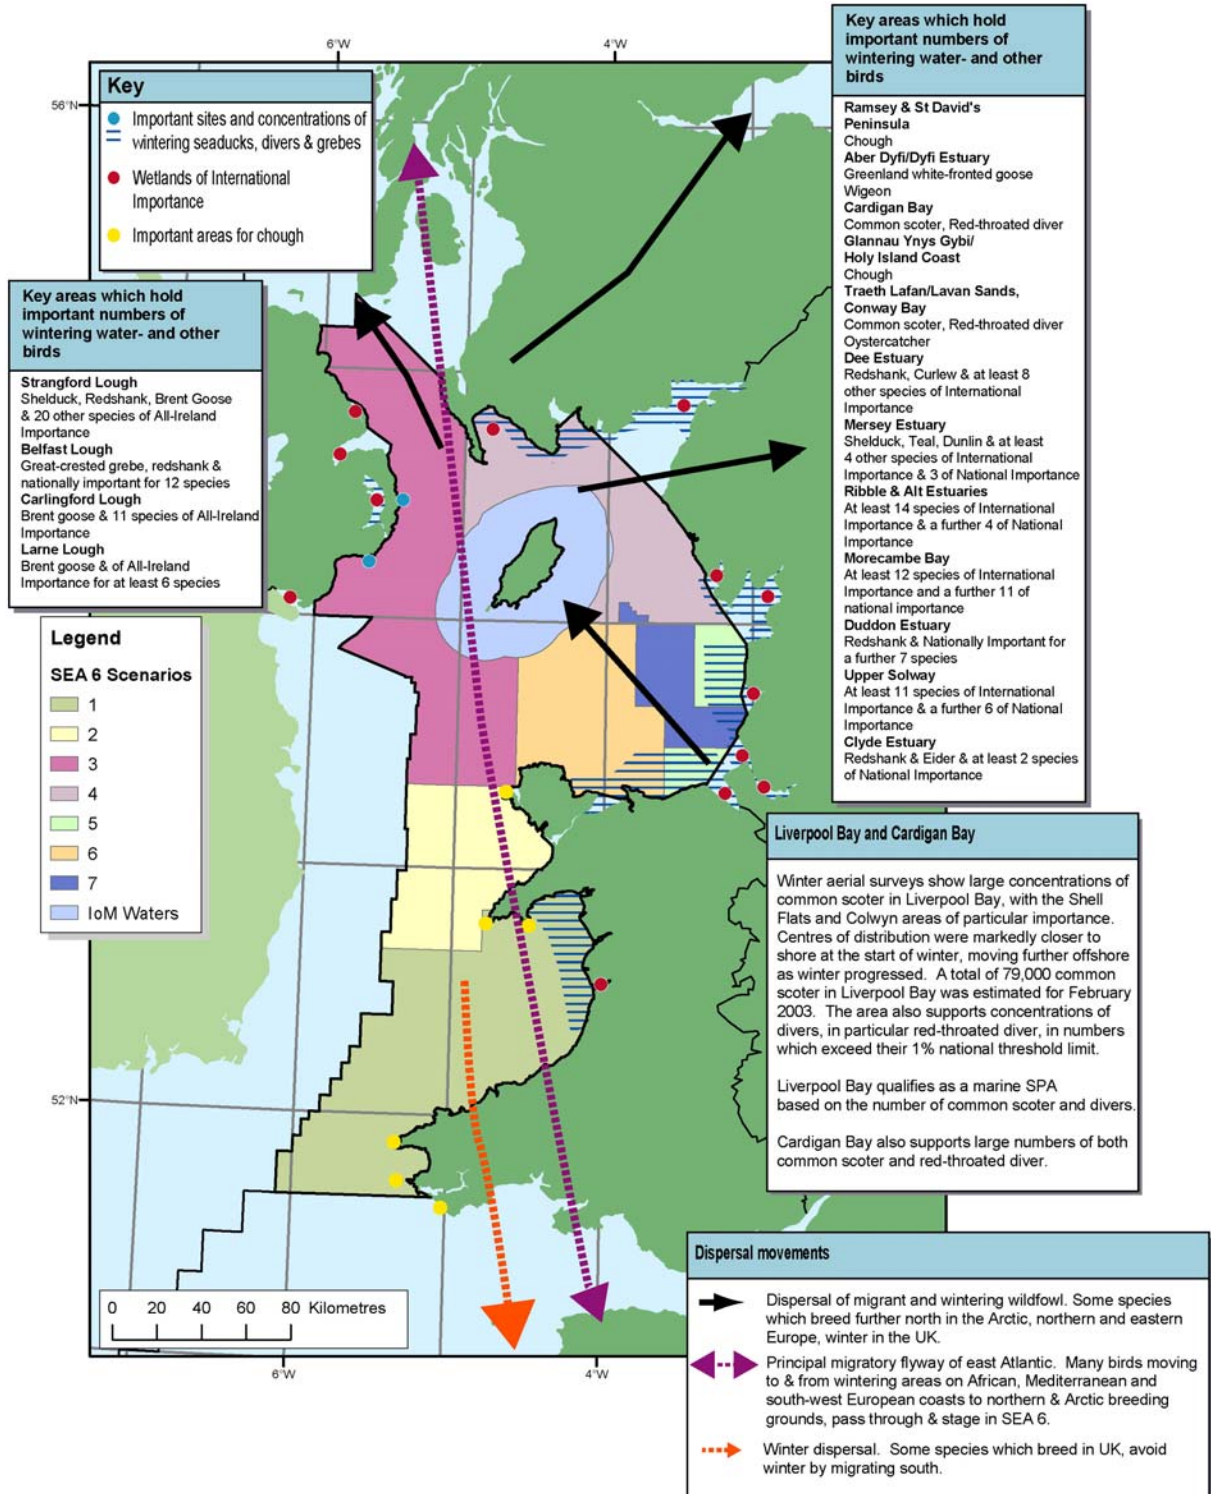 6°W
4°W
56°N
Key
Important sites and concentrations of
wintering seaducks, divers & grebes
Wetlands of International
Importance
Important areas for chough
Key areas which hold
important numbers of
wintering water- and other
birds
Strangford Lough
Shelduck, Redshank, Brent Goose
& 20 other species of All-Ireland
Importance
Belfast Lough
Great-crested grebe, redshank &
nationally important for 12 species
Carlingford Lough
Brent goose & 11 species of All-Ireland
Importance
Larne Lough
Brent goose & of All-Ireland
Importance for at least 6 species
Legend
SEA 6 Scenarios
1
2
3
4
5
6
7
IoM Waters
52°N
0 20 40 60 80 Kilometres
6°W
4°W
Key areas which hold
important numbers of
wintering water- and other
birds
Ramsey & St David's
Peninsula
Chough
Aber Dyfi/Dyfi Estuary
Greenland white-fronted goose
Wigeon
Cardigan Bay
Common scoter, Red-throated diver
Glannau Ynys Gybi/
Holy Island Coast
Chough
Traeth Lafan/Lavan Sands,
Conway Bay
Common scoter, Red-throated diver
Oystercatcher
Dee Estuary
Redshank, Curlew & at least 8
other species of International
Importance
Mersey Estuary
Shelduck, Teal, Dunlin & at least
4 other species of International
Importance & 3 of National Importance
Ribble & Alt Estuaries
At least 14 species of International
Importance & a further 4 of National
Importance
Morecambe Bay
At least 12 species of International
Importance and a further 11 of
national importance
Duddon Estuary
Redshank & Nationally Important for
a further 7 species
Upper Solway
At least 11 species of International
Importance & a further 6 of National
Importance
Clyde Estuary
Redshank & Eider & at least 2 species
of National Importance
Liverpool Bay and Cardigan Bay
Winter aerial surveys show large concentrations of
common scoter in Liverpool Bay, with the Shell
Flats and Colwyn areas of particular importance.
Centres of distribution were markedly closer to
shore at the start of winter, moving further offshore
as winter progressed. A total of 79,000 common
scoter in Liverpool Bay was estimated for February
2003. The area also supports concentrations of
divers, in particular red-throated diver, in numbers
which exceed their 1% national threshold limit.
Liverpool Bay qualifies as a marine SPA
based on the number of common scoter and divers.
Cardigan Bay also supports large numbers of both
common scoter and red-throated diver.
Dispersal movements
Dispersal of migrant and wintering wildfowl. Some species
which breed further north in the Arctic, northern and eastern
Europe, winter in the UK.
Principal migratory flyway of east Atlantic. Many birds moving
to & from wintering areas on African, Mediterranean and
south-west European coasts to northern & Arctic breeding
grounds, pass through & stage in SEA 6.
Winter dispersal. Some species which breed in UK, avoid
winter by migrating south.